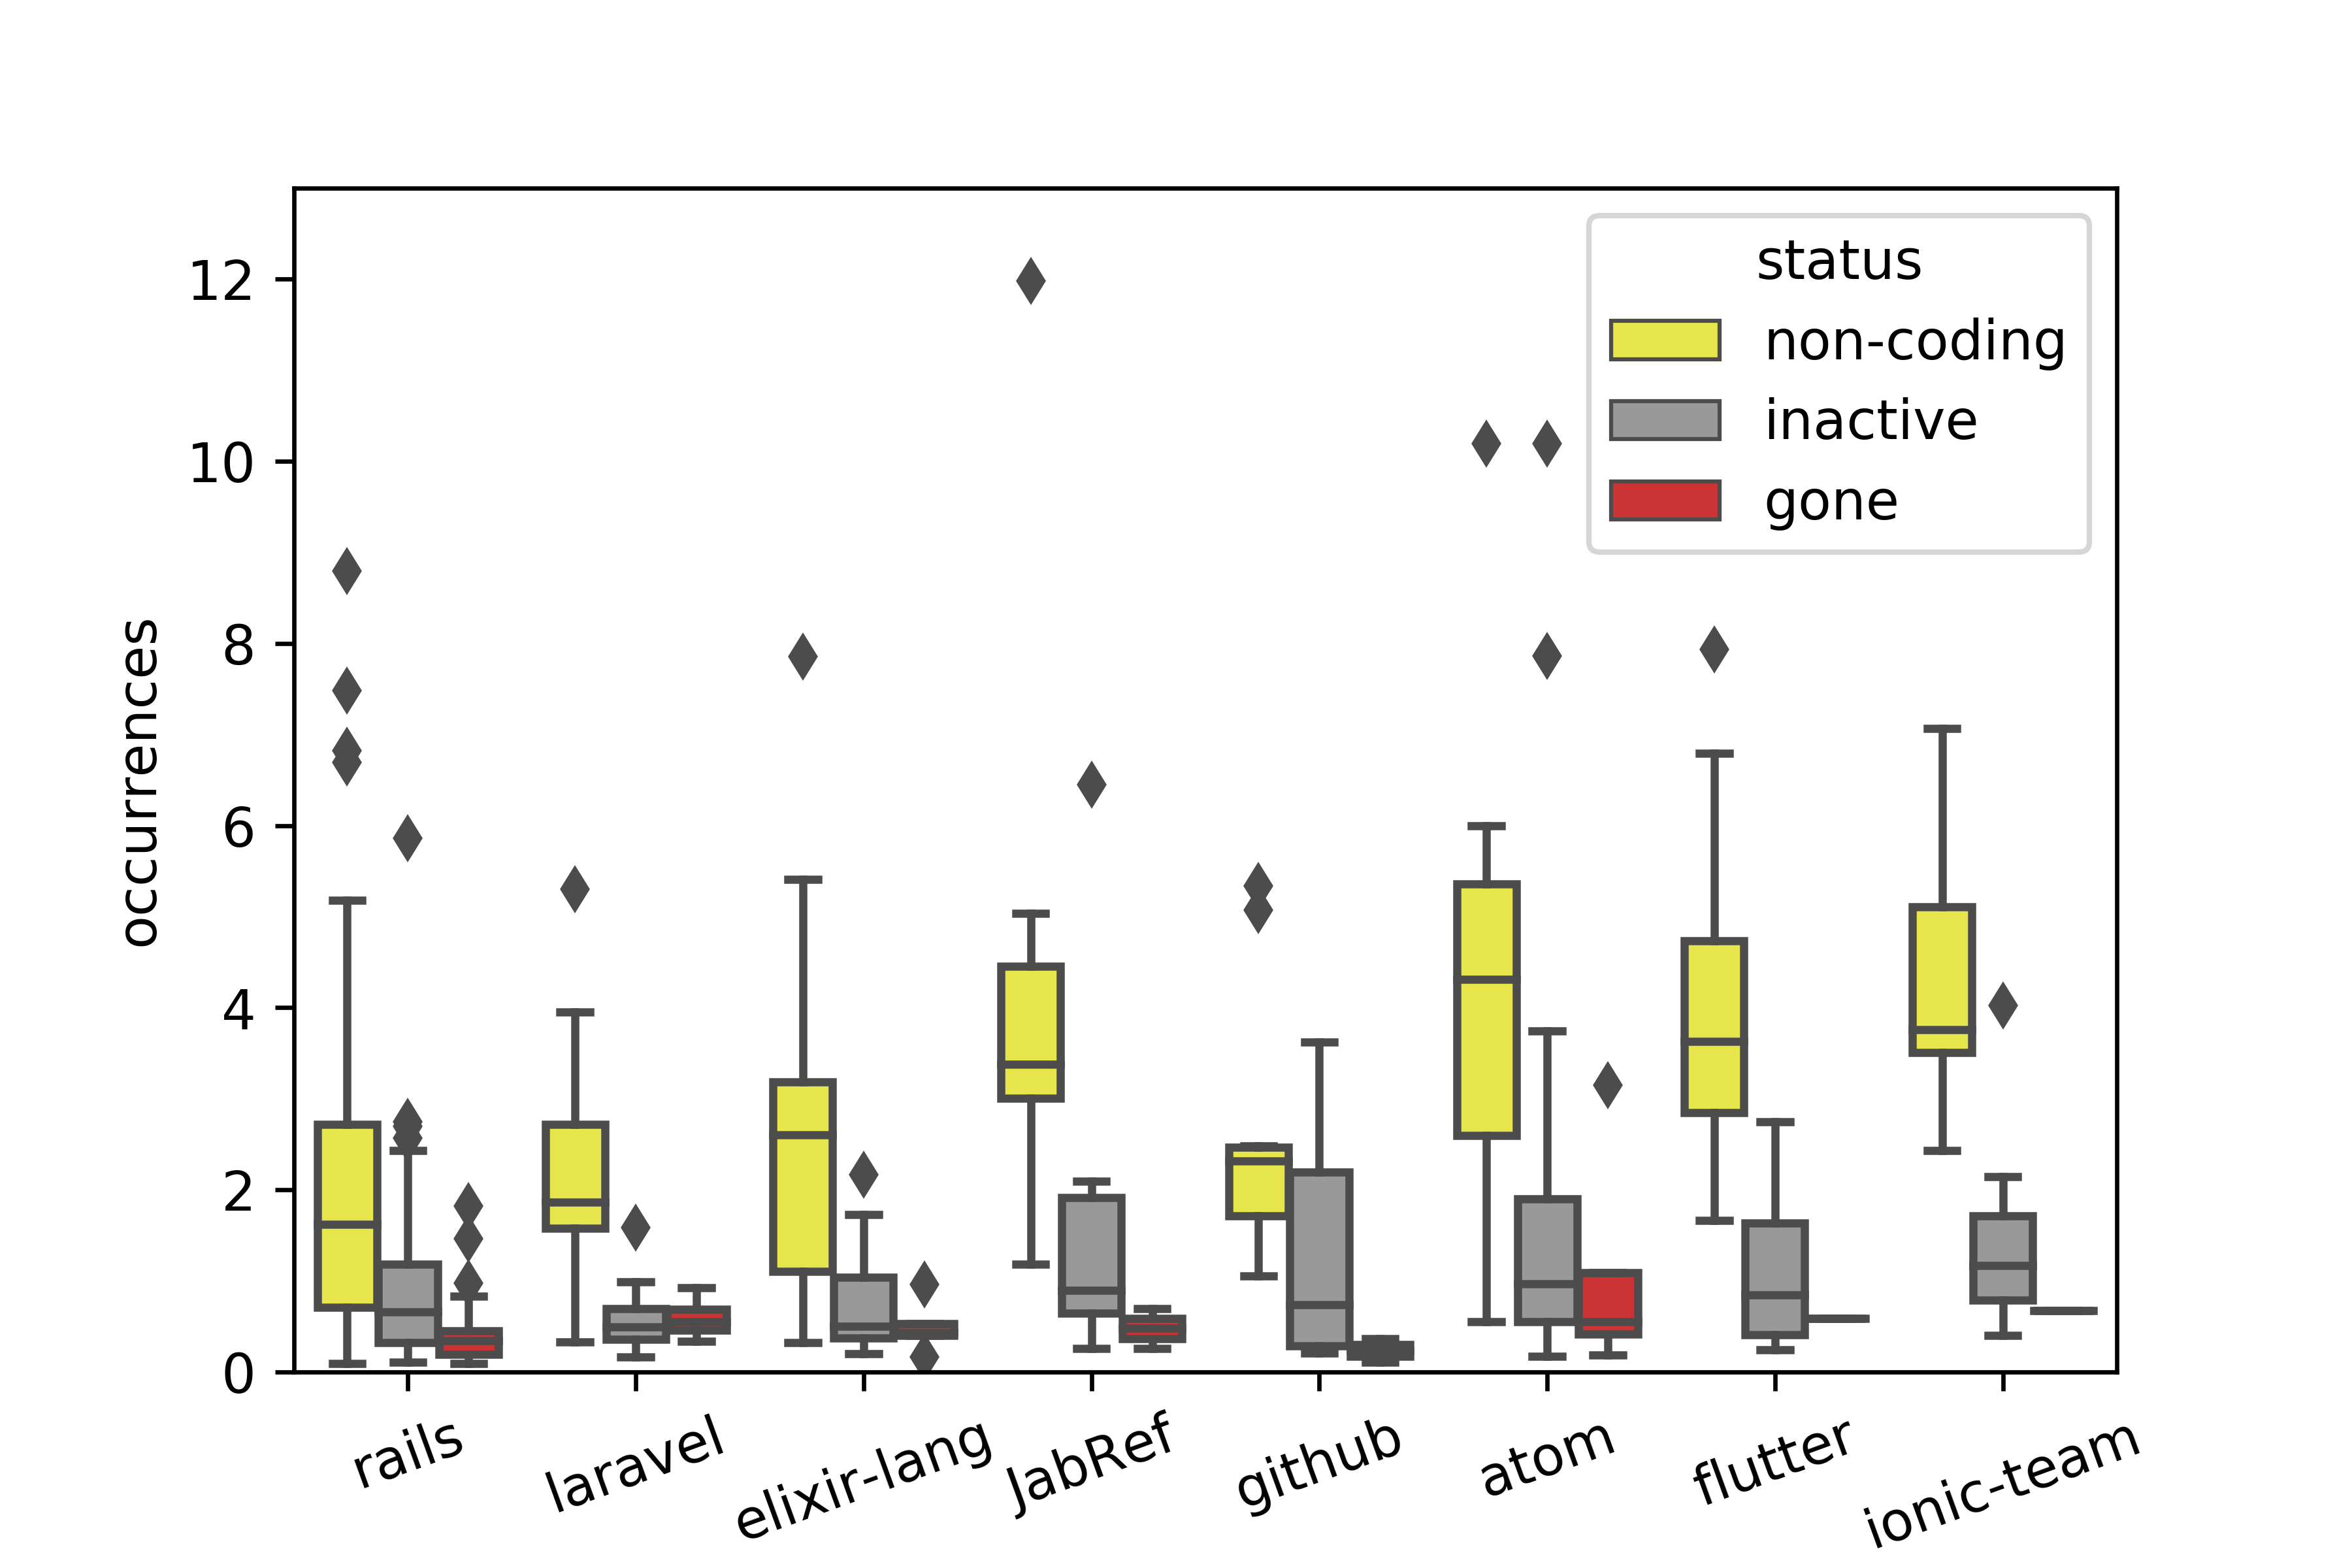 status
non-coding
inactive
gone
occurrences
12
10
8
6
4
2
0
rails
laravel
elixir-lang
JabRef
github
atom
flutter
ionic-team